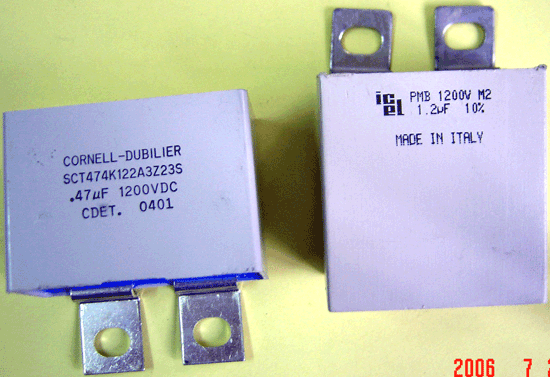 CORNELL-DUBILIER
SCT474K122A3Z23S
.47µF 1200VDC
CDET. 0401
icel PMB 1200V M2
1.2µF 10%
MADE IN ITALY
2006 7